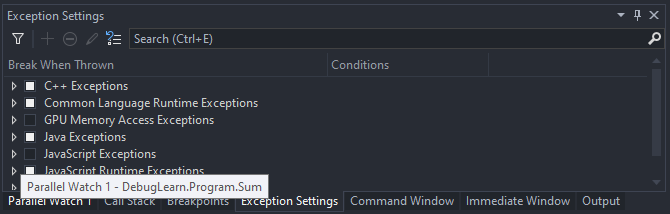 Exception Settings
Search (Ctrl+E)
Break When Thrown Conditions
C++ Exceptions
Common Language Runtime Exceptions
GPU Memory Access Exceptions
Java Exceptions
JavaScript Exceptions
JavaScript Runtime Exceptions
Parallel Watch 1 - DebugLearn.Program.Sum
Parallel Watch 1 Call Stack Breakpoints Exception Settings Command Window Immediate Window Output